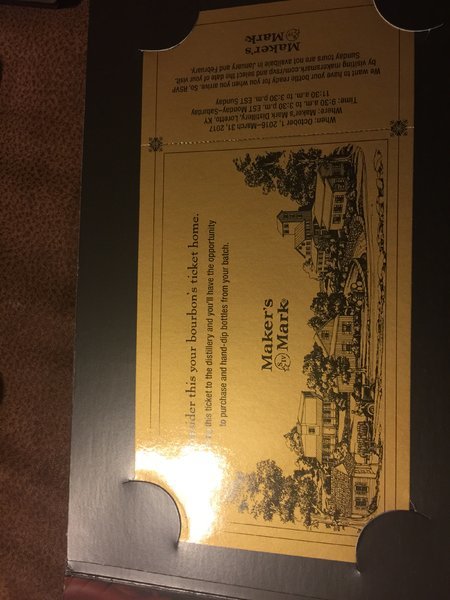 this your bourbon's ticket home.
this ticket to the distillery and you'll have the opportunity
to purchase and hand-dip bottles from your batch.
Maker's
Mark
When: October 1, 2016–March 31, 2017
Where: Maker's Mark Distillery, Loretto, KY
Time: 9:30 a.m. to 3:30 p.m. EST Monday–Saturday
11:30 a.m. to 3:30 p.m. EST Sunday
We want to have your bottle ready for you when you arrive. So, RSVP
by visiting makersmark.com/rsvp and select the date of your visit.
Sunday tours are not available in January and February.
Maker's
Mark